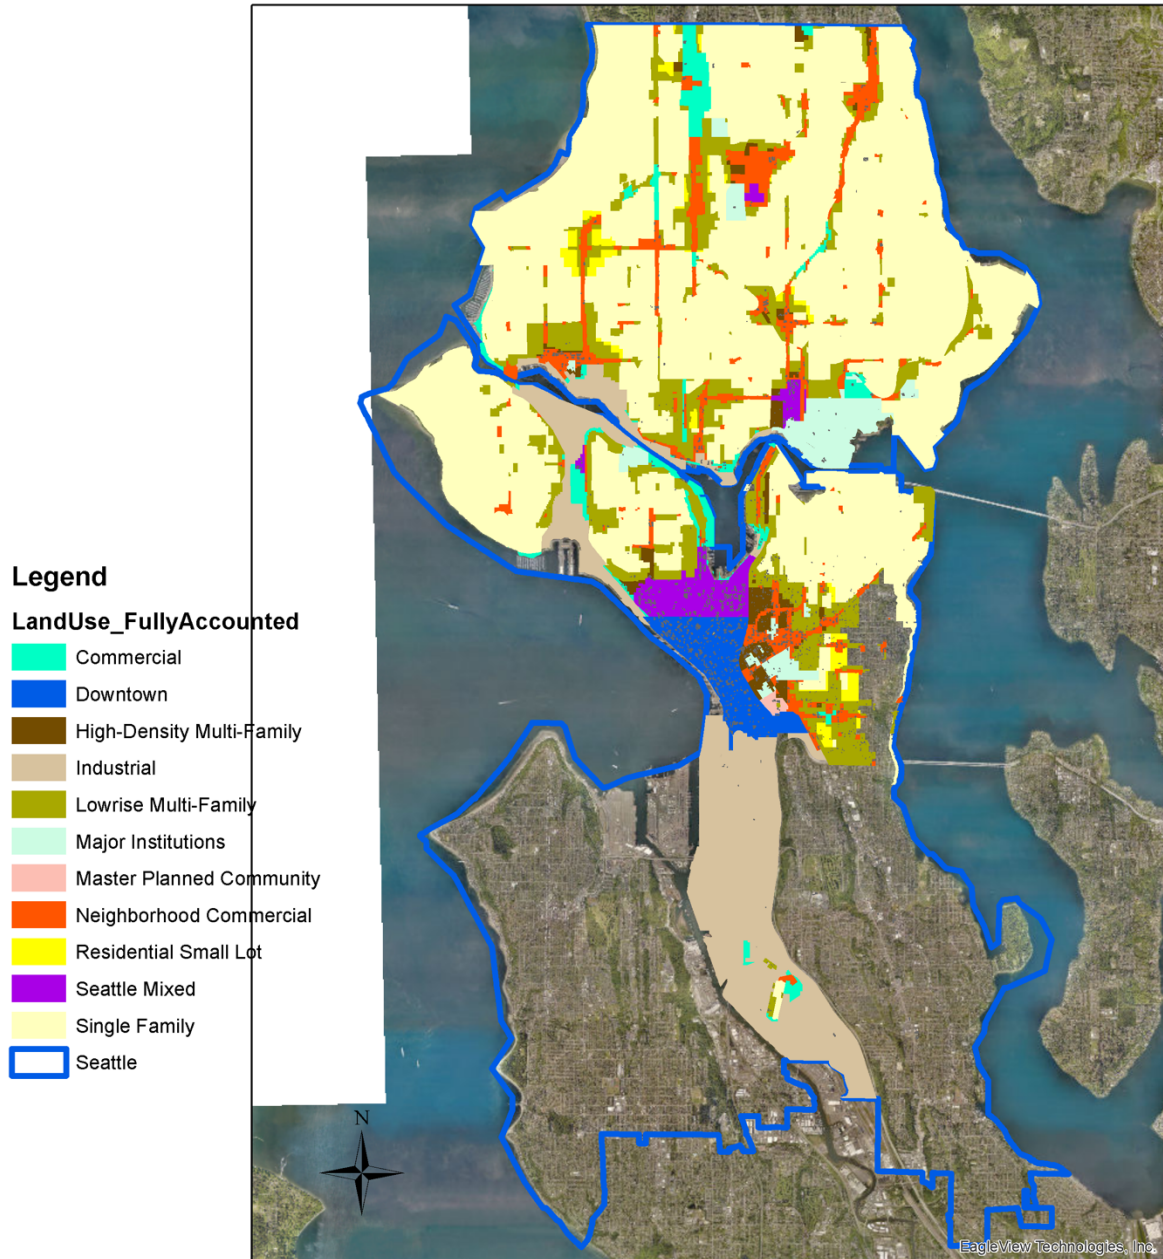 Legend
LandUse_FullyAccounted
Commercial
Downtown
High-Density Multi-Family
Industrial
Lowrise Multi-Family
Major Institutions
Master Planned Community
Neighborhood Commercial
Residential Small Lot
Seattle Mixed
Single Family
Seattle
N
EagleView Technologies, Inc.